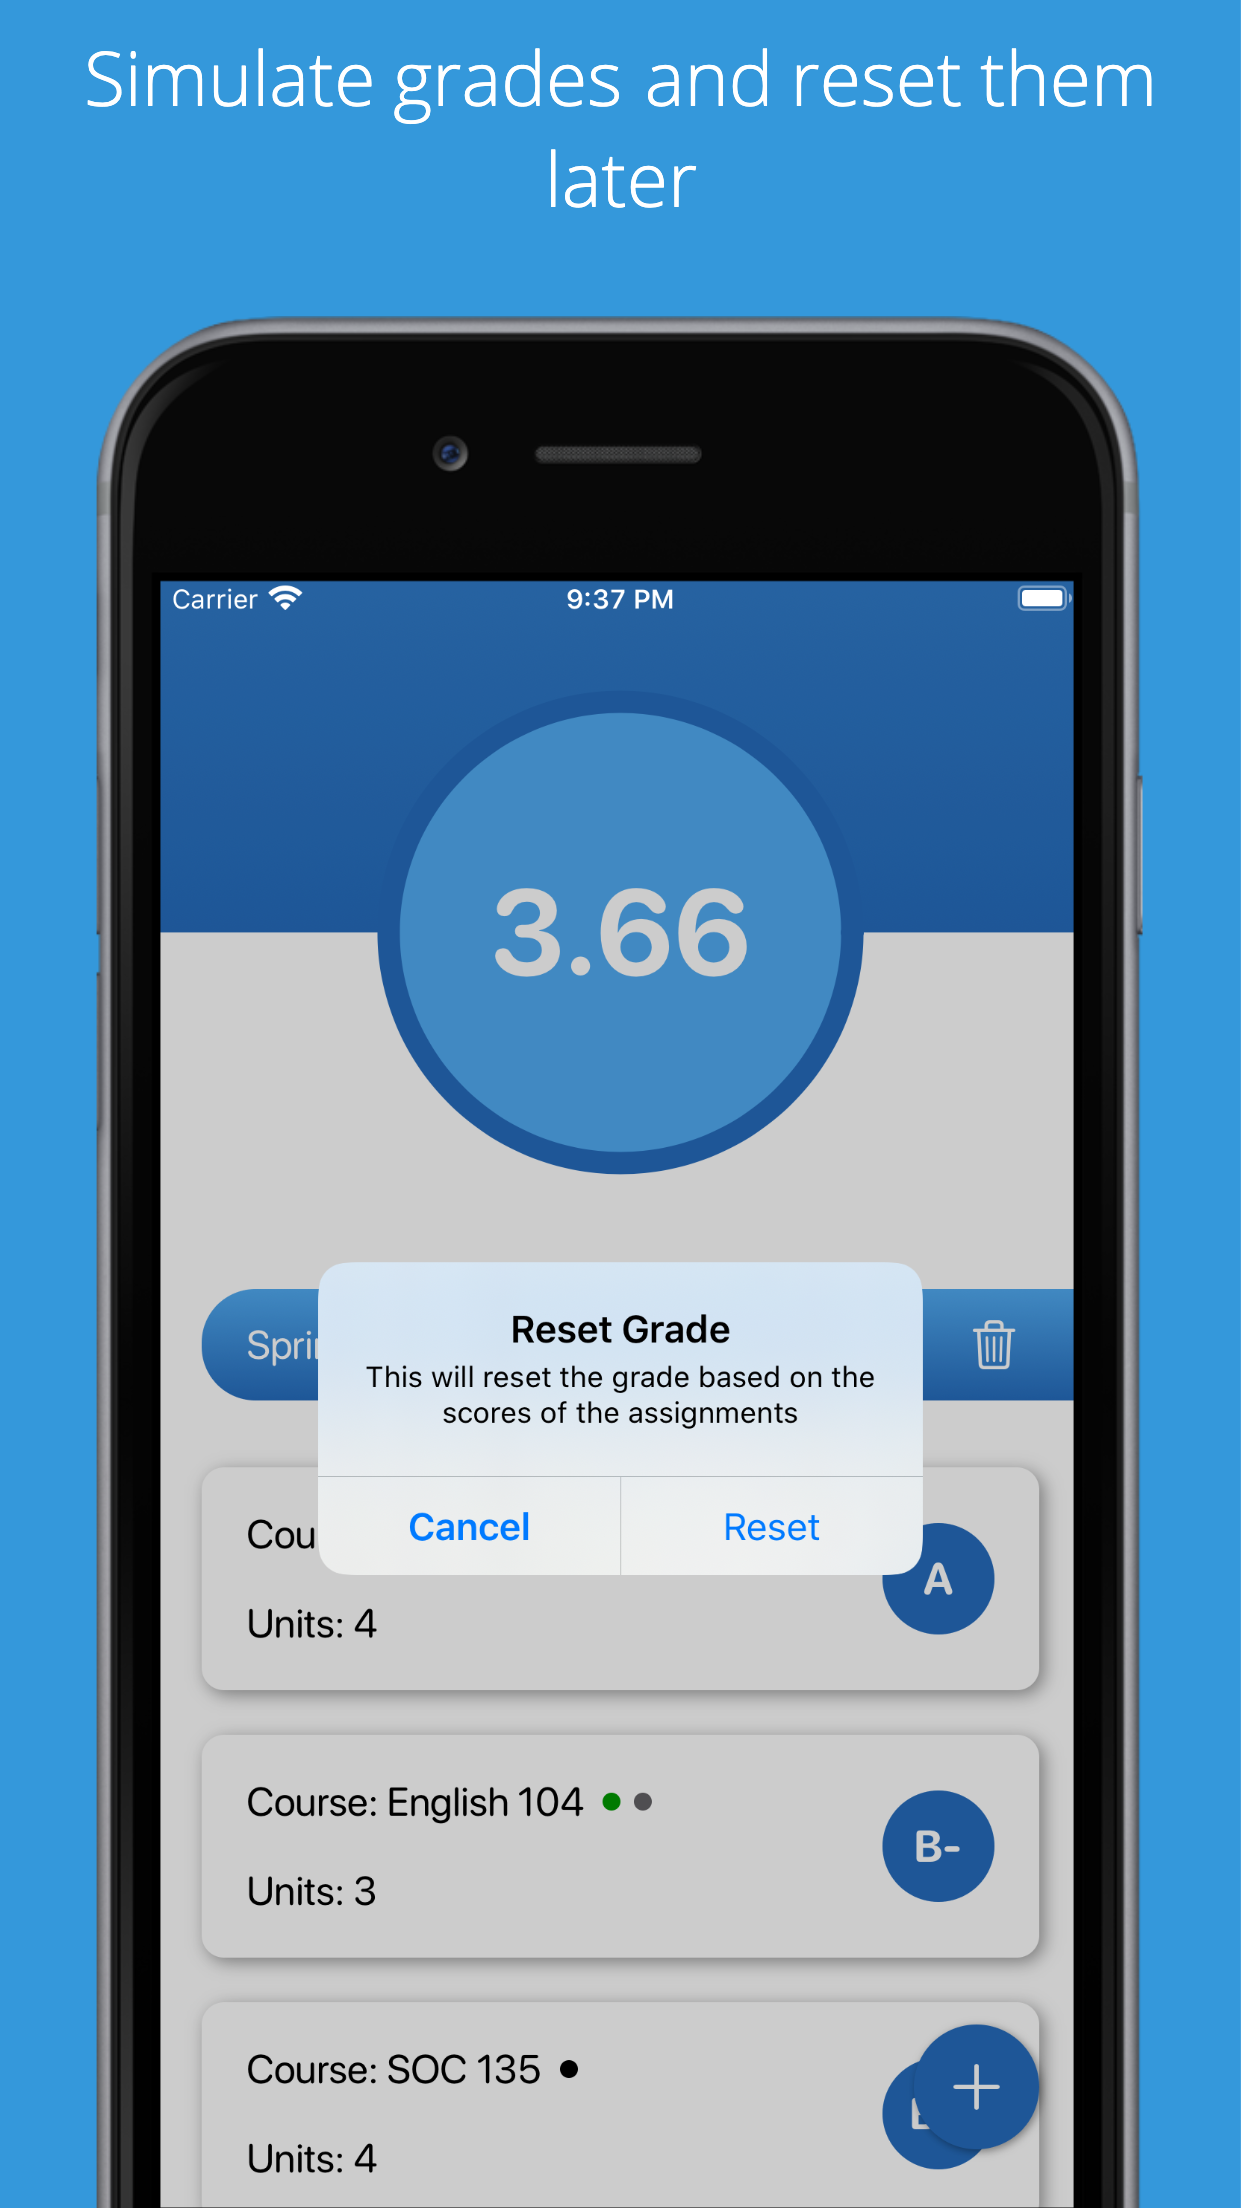 Simulate grades and reset them
later
Carrier 9:37 PM
3.66
Reset Grade
This will reset the grade based on the
scores of the assignments
Cancel Reset
A
Units: 4
Course: English 104
B-
Units: 3
Course: SOC 135
Units: 4